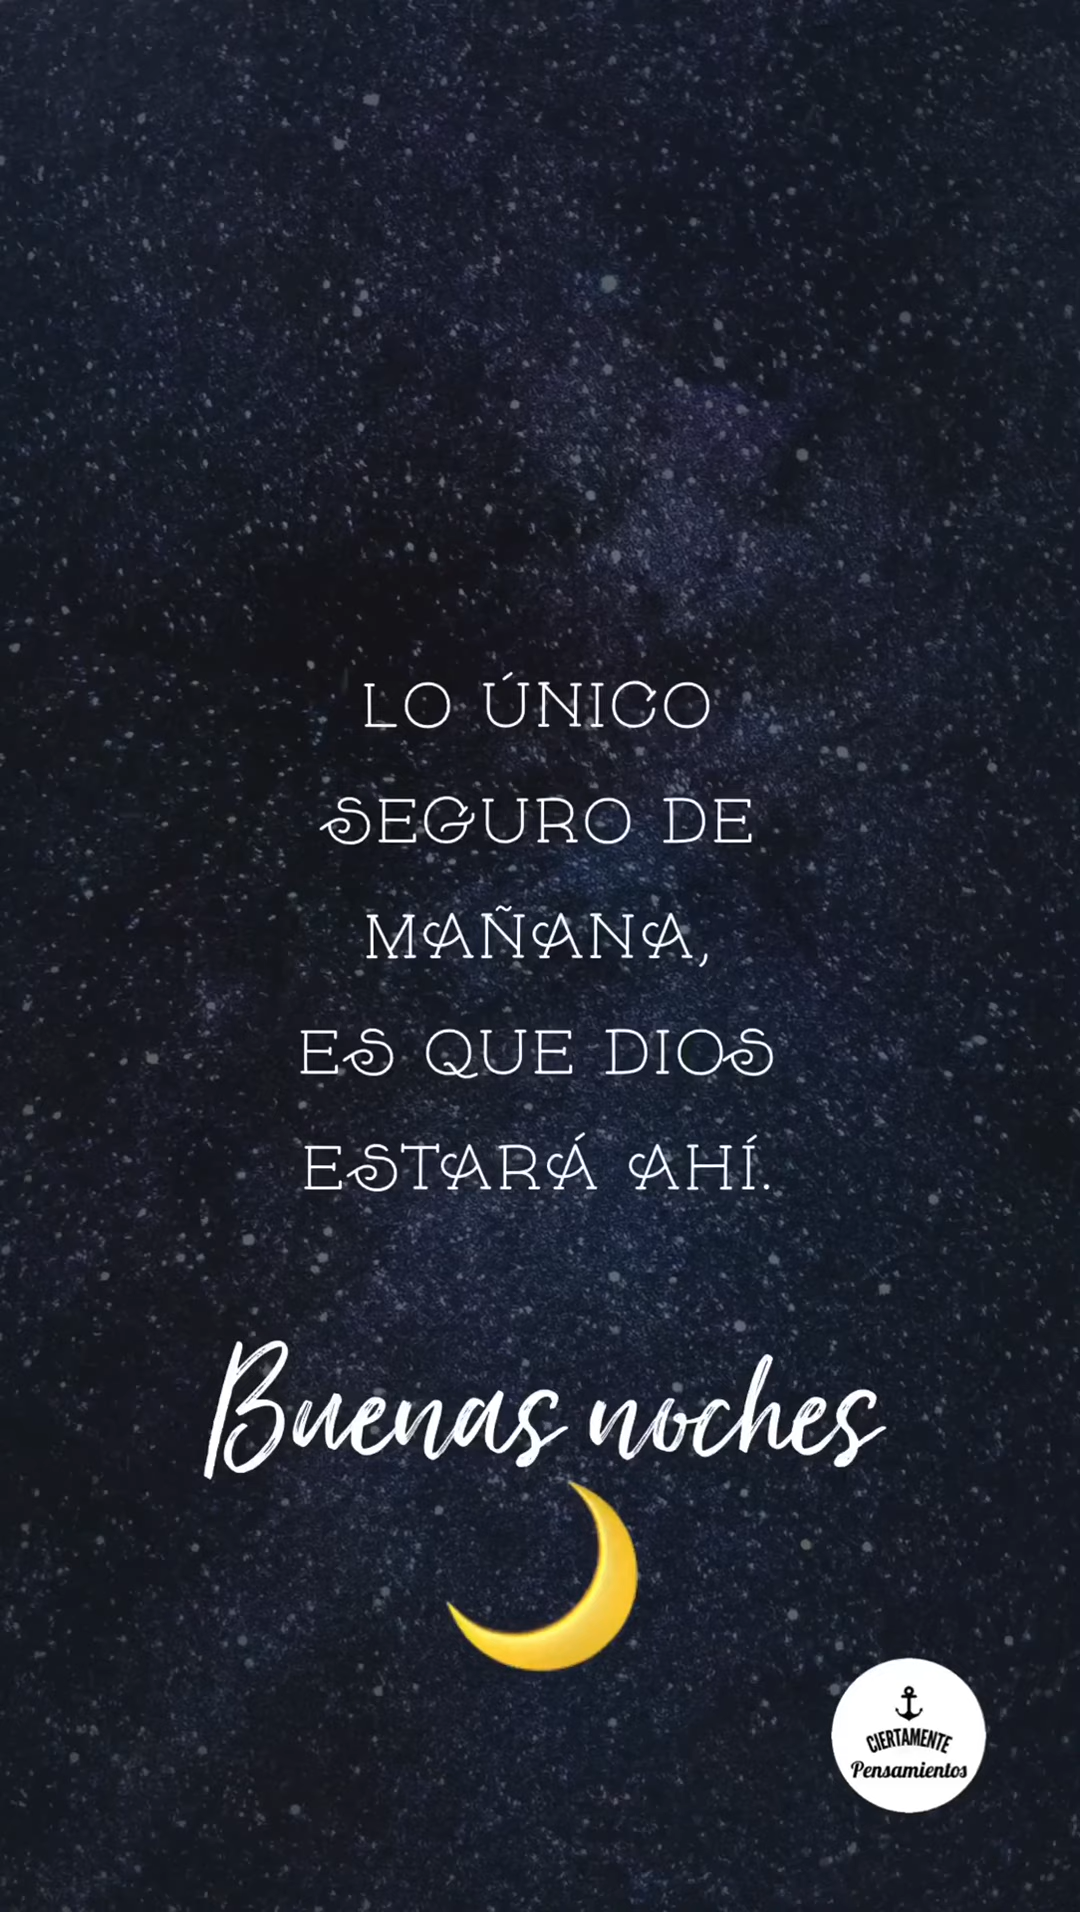 LO ÚNICO
SEGURO DE
MAÑANA,
ES QUE DIOS
ESTARÁ AHÍ.
Buenas noches
CIERTAMENTE
Pensamientos